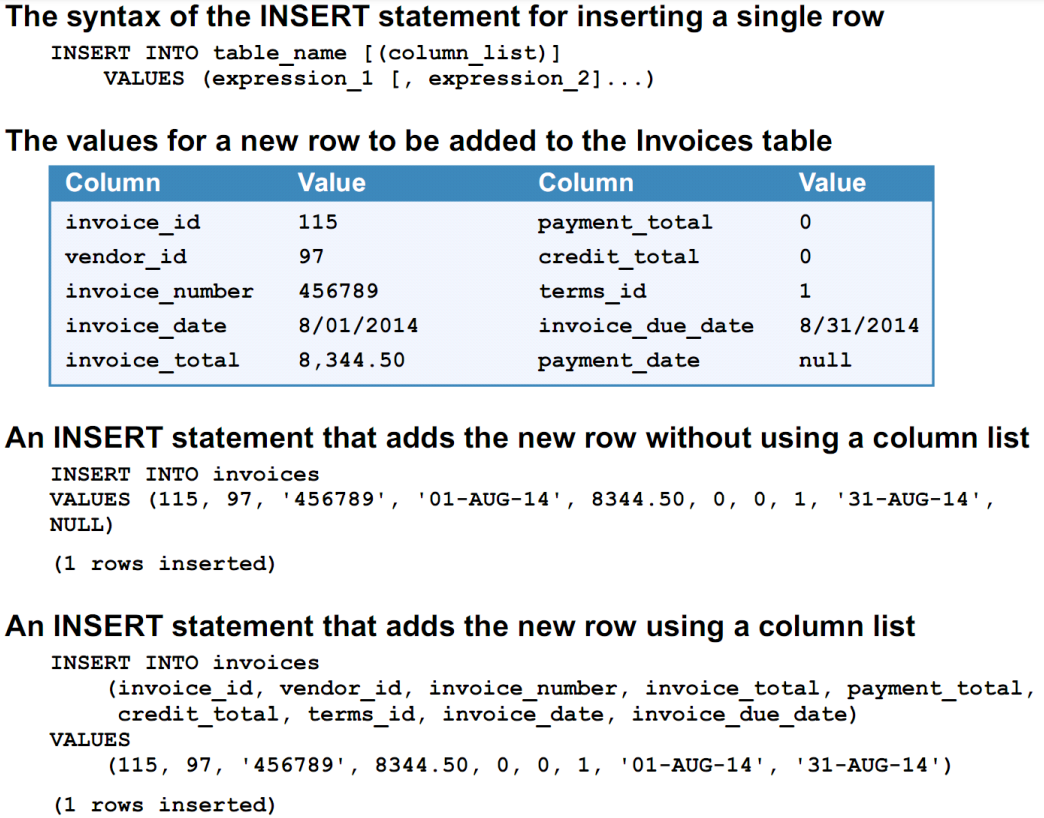 The syntax of the INSERT statement for inserting a single row
INSERT INTO table_name [(column_list)]
VALUES (expression_1 [, expression_2]...)
The values for a new row to be added to the Invoices table
Column Value Column Value
invoice_id 115 payment_total 0
vendor_id 97 credit_total 0
invoice_number 456789 terms_id 1
invoice_date 8/01/2014 invoice_due_date 8/31/2014
invoice_total 8,344.50 payment_date null
An INSERT statement that adds the new row without using a column list
INSERT INTO invoices
VALUES (115, 97, '456789', '01-AUG-14', 8344.50, 0, 0, 1, '31-AUG-14',
NULL)
(1 rows inserted)
An INSERT statement that adds the new row using a column list
INSERT INTO invoices
(invoice_id, vendor_id, invoice_number, invoice_total, payment_total,
credit_total, terms_id, invoice_date, invoice_due_date)
VALUES
(115, 97, '456789', 8344.50, 0, 0, 1, '01-AUG-14', '31-AUG-14')
(1 rows inserted)